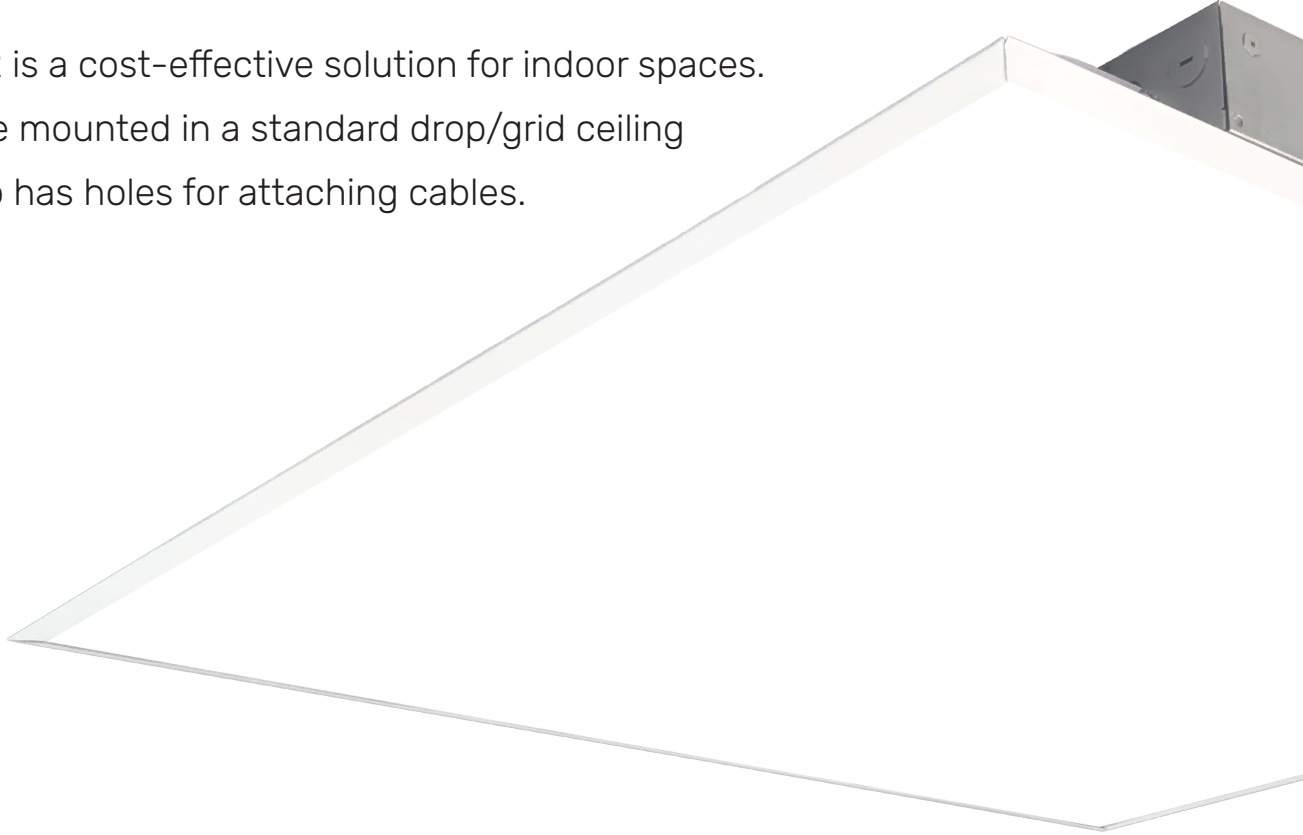 is a cost-effective solution for indoor spaces.
mounted in a standard drop/grid ceiling
has holes for attaching cables.